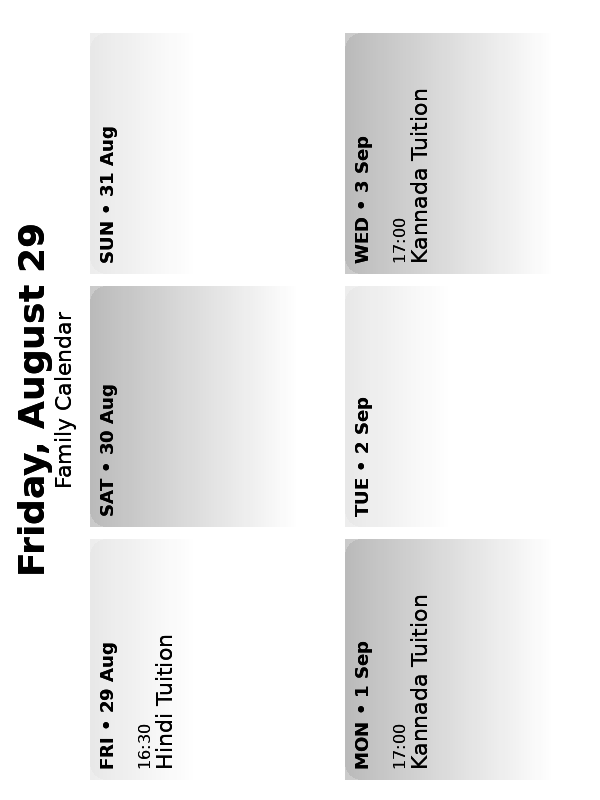 Friday, August 29
Family Calendar
FRI • 29 Aug
16:30
Hindi Tuition
SAT • 30 Aug
SUN • 31 Aug
MON • 1 Sep
17:00
Kannada Tuition
TUE • 2 Sep
WED • 3 Sep
17:00
Kannada Tuition